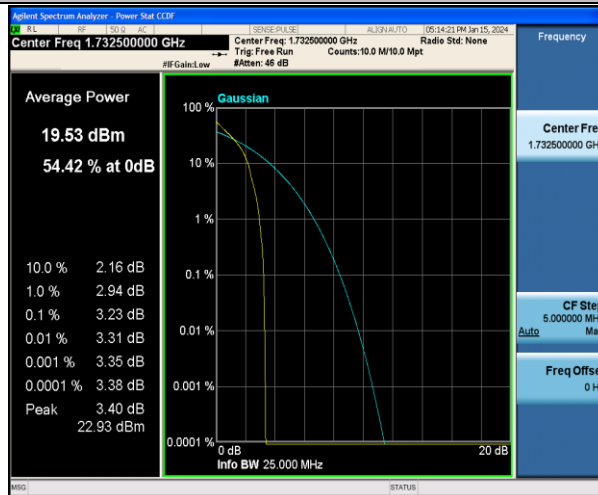 Agilent Spectrum Analyzer - Power Stat CCDF
RL RF 50 Ω AC SENSE:PULSE ALIGN AUTO 05:14:21 PM Jan 15, 2024
Center Freq 1.732500000 GHz
Center Freq: 1.732500000 GHz Radio Std: None
Trig: Free Run Counts:10.0 M/10.0 Mpt
#IFGain:Low #Atten: 46 dB
Frequency
Average Power
19.53 dBm
54.42 % at 0dB
10.0 % 2.16 dB
1.0 % 2.94 dB
0.1 % 3.23 dB
0.01 % 3.31 dB
0.001 % 3.35 dB
0.0001 % 3.38 dB
Peak 3.40 dB
22.93 dBm
Gaussian
100 %
10 %
1 %
0.1 %
0.01 %
0.001 %
0.0001 %
0 dB 20 dB
Info BW 25.000 MHz
Center Fre
1.732500000 GH
CF Ste
5.000000 MH
Auto Ma
Freq Offse
0 H
MSG STATUS